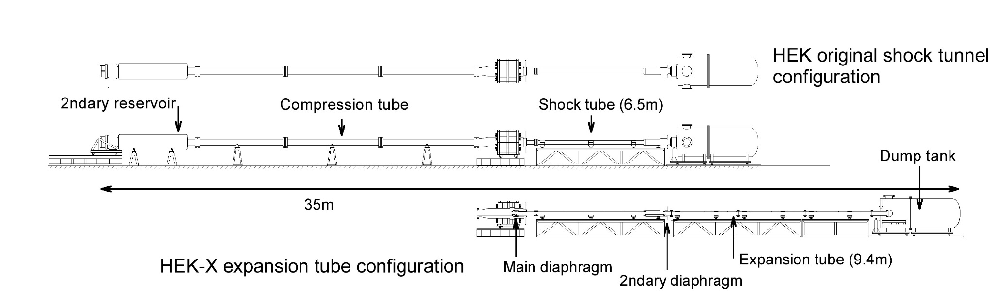 HEK original shock tunnel
configuration
2ndary reservoir
Compression tube
Shock tube (6.5m)
Dump tank
35m
Expansion tube (9.4m)
Main diaphragm
2ndary diaphragm
HEK-X expansion tube configuration